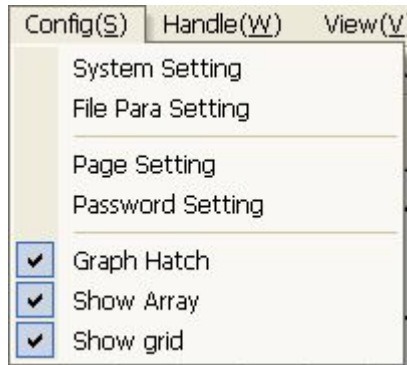 Config(S) Handle(W) View(V
System Setting
File Para Setting
Page Setting
Password Setting
Graph Hatch
Show Array
Show grid